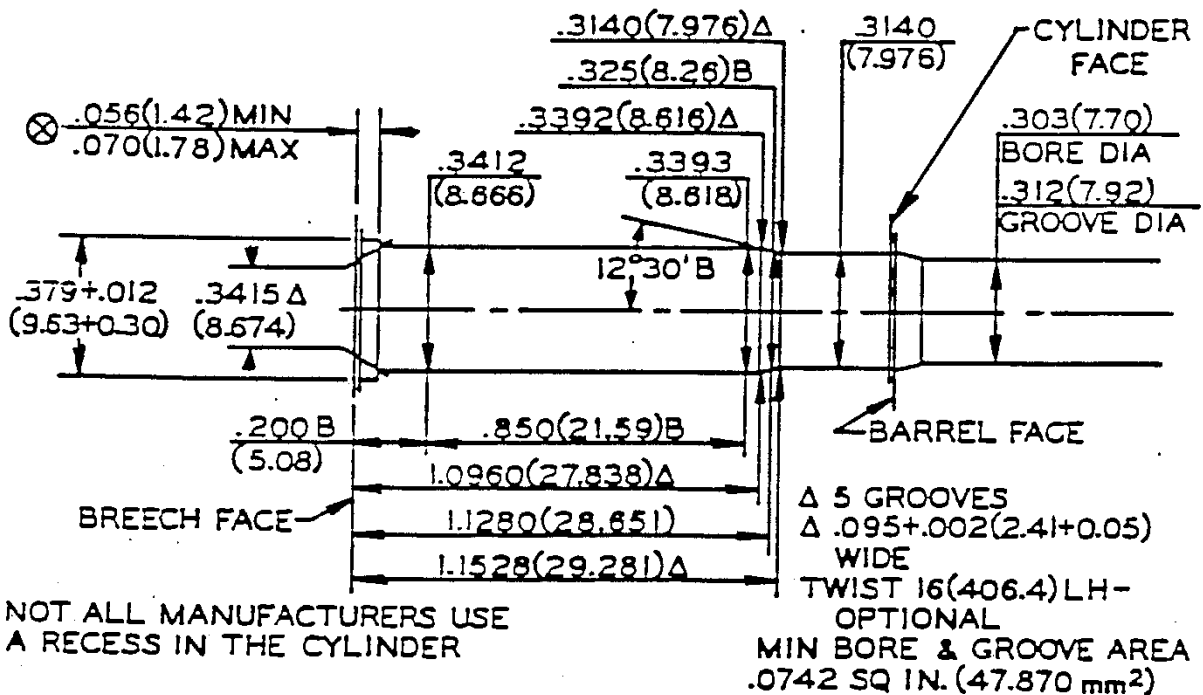 .3140(7.976)Δ
.3140
(7.976)
CYLINDER
FACE
.325(8.26)B
⊗ .056(1.42)MIN
.070(1.78)MAX
.3392(8.616)Δ
.303(7.70)
BORE DIA
.3412
(8.666)
.3393
(8.618)
.312(7.92)
GROOVE DIA
12°30'B
.379+.012
(9.63+0.30)
.3415Δ
(8.674)
.200B
(5.08)
.850(21.59)B
BARREL FACE
1.0960(27.838)Δ
BREECH FACE
1.1280(28.651)
1.1528(29.281)Δ
Δ 5 GROOVES
Δ .095+.002(2.41+0.05)
WIDE
TWIST 16(406.4)LH-
OPTIONAL
MIN BORE & GROOVE AREA
.0742 SQ IN. (47.870 mm²)
NOT ALL MANUFACTURERS USE
A RECESS IN THE CYLINDER